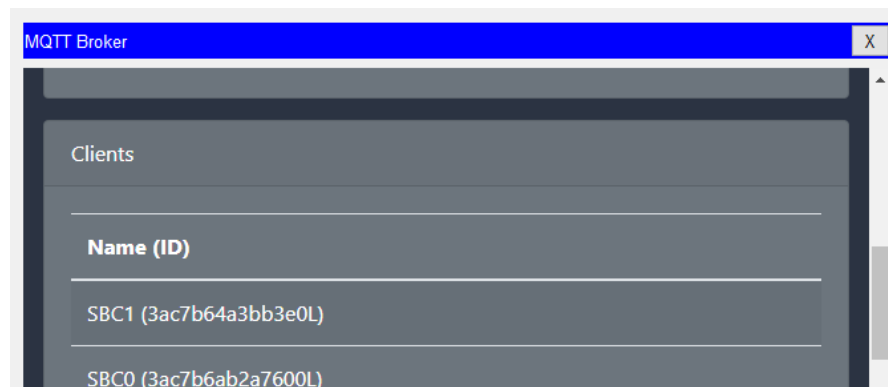 MQTT Broker X
Clients
Name (ID)
SBC1 (3ac7b64a3bb3e0L)
SBC0 (3ac7b6ab2a7600L)